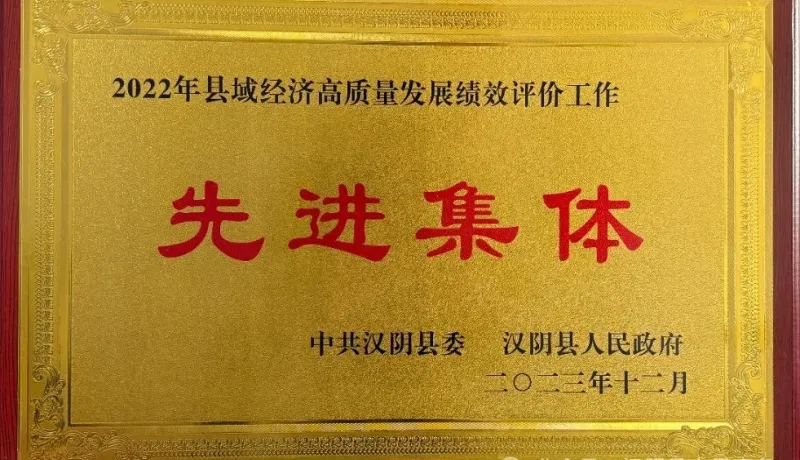 2022年县域经济高质量发展绩效评价工作
先进集体
中共汉阴县委 汉阴县人民政府
二〇二三年十二月